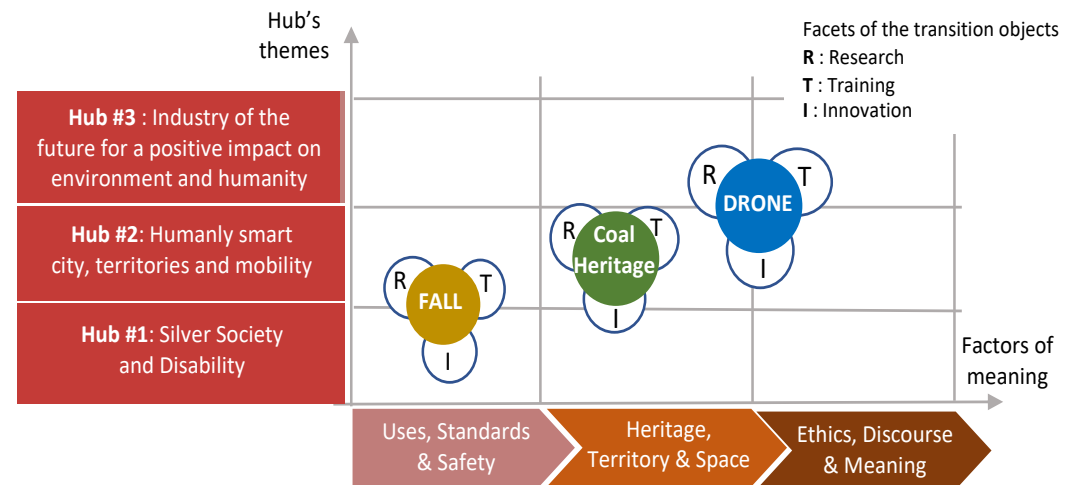 Hub's
themes
Facets of the transition objects
R : Research
T : Training
I : Innovation
Hub #3 : Industry of the
future for a positive impact on
environment and humanity
Hub #2: Humanly smart
city, territories and mobility
Hub #1: Silver Society
and Disability
R
T
DRONE
I
R
T
Coal
Heritage
I
R
T
FALL
I
Factors of
meaning
Uses, Standards
& Safety
Heritage,
Territory & Space
Ethics, Discourse
& Meaning